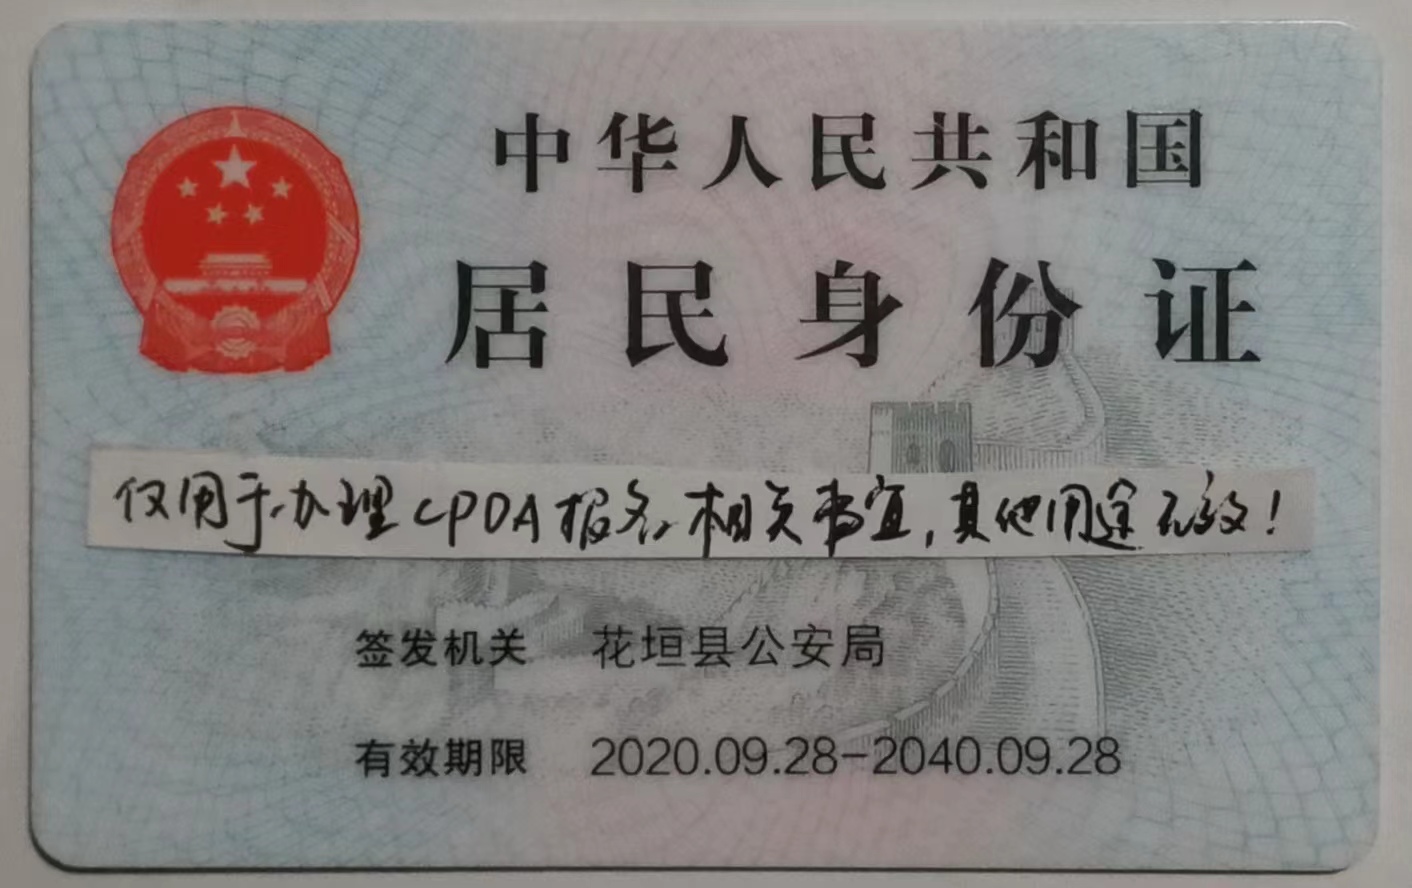 中华人民共和国
居民身份证
仅用于办理CPDA报名相关事宜,其他用途无效!
签发机关 花垣县公安局
有效期限 2020.09.28-2040.09.28